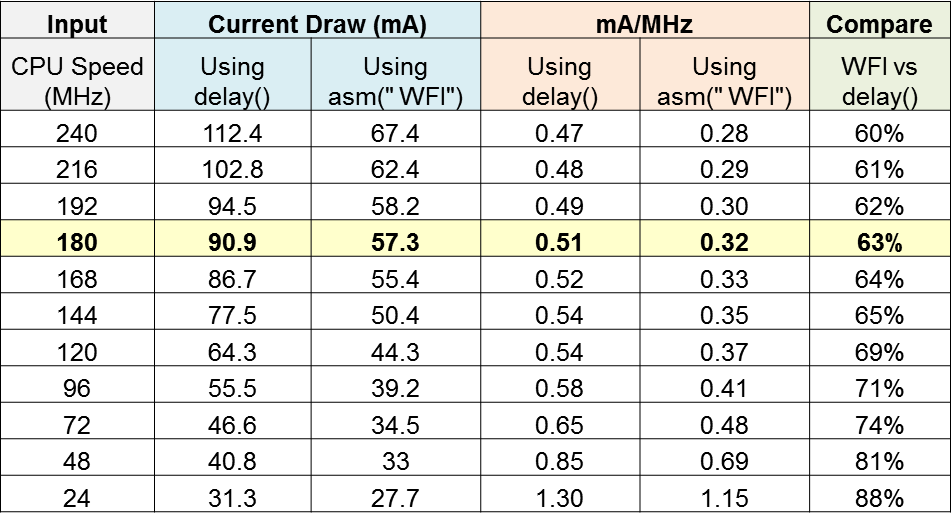 Input Current Draw (mA) mA/MHz Compare
CPU Speed (MHz) Using delay() Using asm(" WFI") Using delay() Using asm(" WFI") WFI vs delay()
240 112.4 67.4 0.47 0.28 60%
216 102.8 62.4 0.48 0.29 61%
192 94.5 58.2 0.49 0.30 62%
180 90.9 57.3 0.51 0.32 63%
168 86.7 55.4 0.52 0.33 64%
144 77.5 50.4 0.54 0.35 65%
120 64.3 44.3 0.54 0.37 69%
96 55.5 39.2 0.58 0.41 71%
72 46.6 34.5 0.65 0.48 74%
48 40.8 33 0.85 0.69 81%
24 31.3 27.7 1.30 1.15 88%